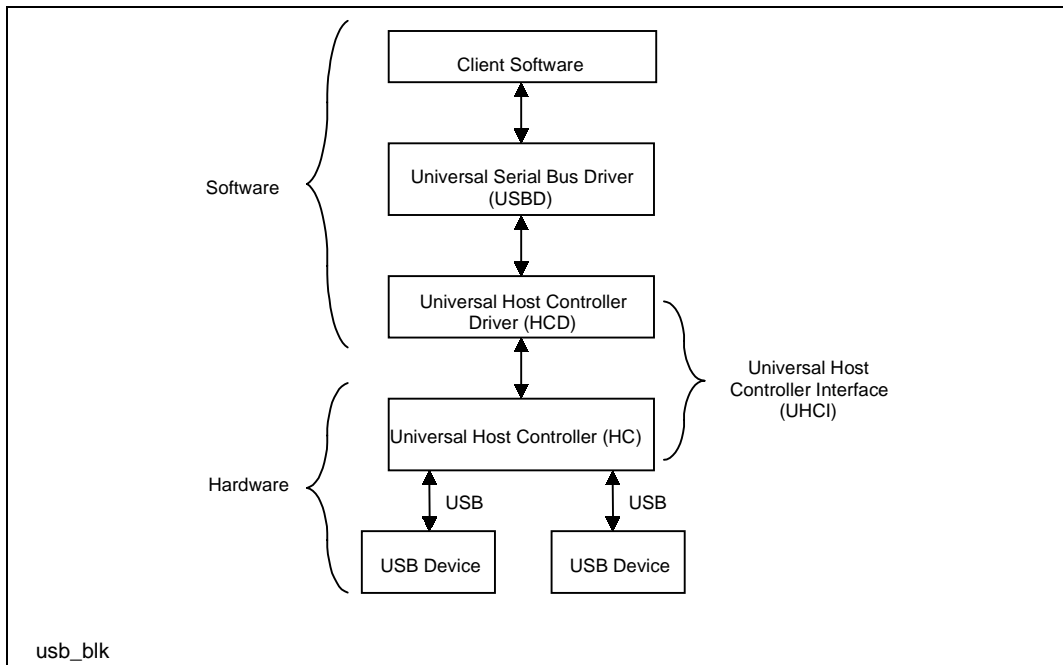 Client Software
Universal Serial Bus Driver
(USBD)
Software
Universal Host Controller
Driver (HCD)
Universal Host
Controller Interface
(UHCI)
Universal Host Controller (HC)
Hardware
USB
USB
USB Device
USB Device
usb_blk